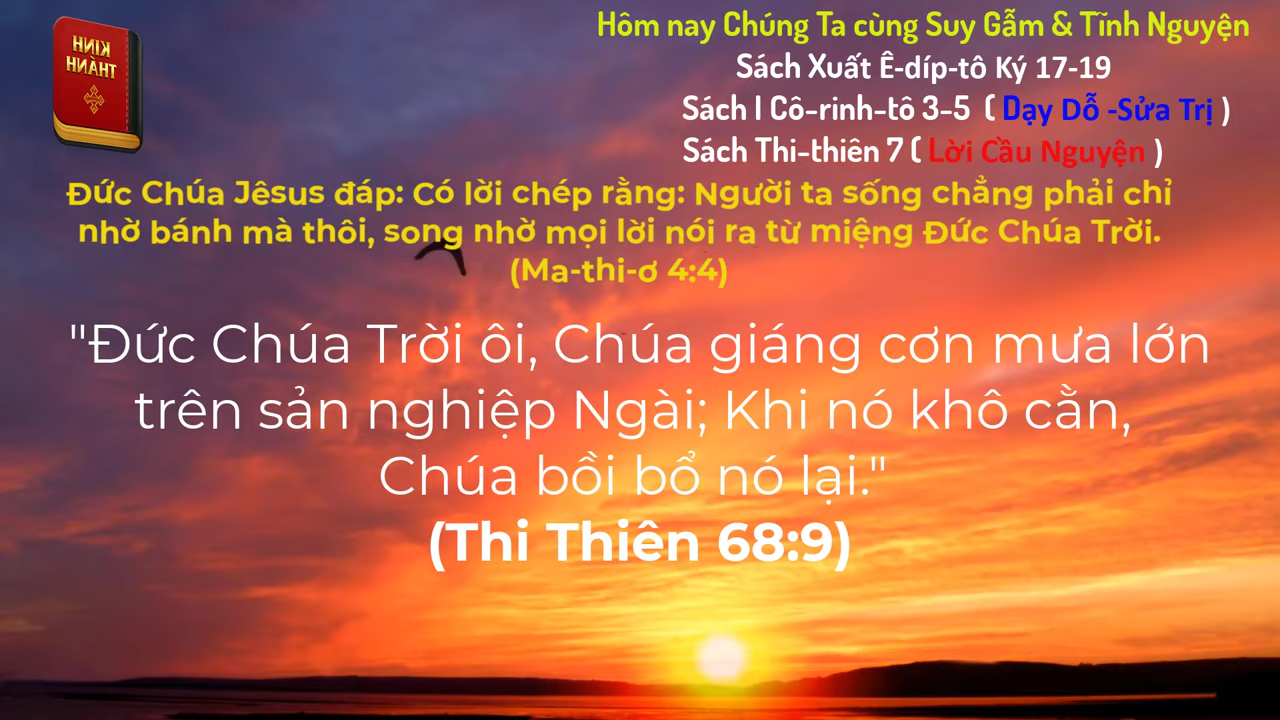 KINH
THÁNH
Hôm nay Chúng Ta cùng Suy Gẫm & Tĩnh Nguyện
Sách Xuất Ê-díp-tô Ký 17-19
Sách I Cô-rinh-tô 3-5 ( Dạy Dỗ -Sửa Trị )
Sách Thi-thiên 7 ( Lời Cầu Nguyện )
Đức Chúa Jêsus đáp: Có lời chép rằng: Người ta sống chẳng phải chỉ
nhờ bánh mà thôi, song nhờ mọi lời nói ra từ miệng Đức Chúa Trời.
(Ma-thi-ơ 4:4)
"Đức Chúa Trời ôi, Chúa giáng cơn mưa lớn
trên sản nghiệp Ngài; Khi nó khô cằn,
Chúa bồi bổ nó lại."
(Thi Thiên 68:9)